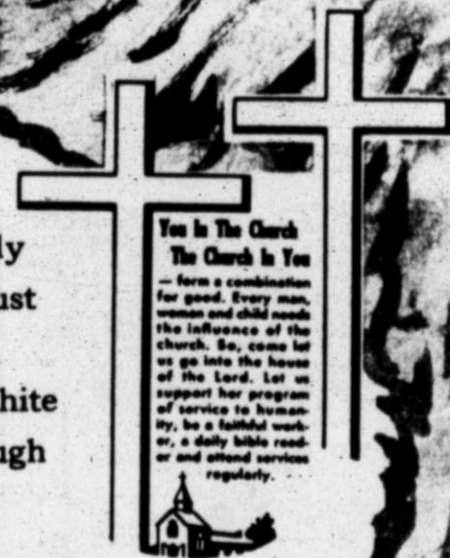 You In The Church
The Church In You
— form a combination
for good. Every man,
woman and child needs
the influence of the
church. So, come let
us go into the house
of the Lord. Let us
support her program
of service to human-
ity, be a faithful work-
er, a daily bible read-
er and attend services
regularly.
ly
ust
hite
ugh